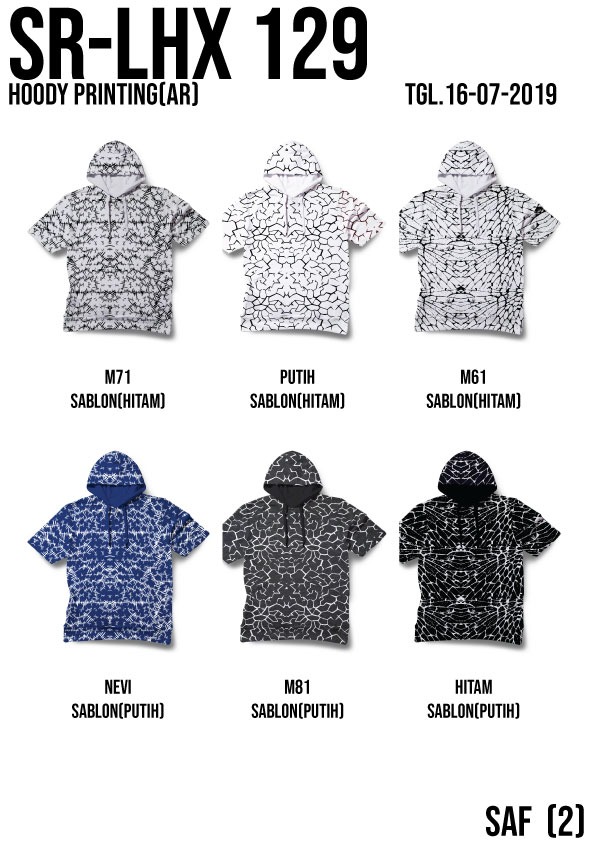 SR-LHX 129
HOODY PRINTING(AR)
TGL.16-07-2019
M71
SABLON(HITAM)
PUTIH
SABLON(HITAM)
M61
SABLON(HITAM)
NEVI
SABLON(PUTIH)
M81
SABLON(PUTIH)
HITAM
SABLON(PUTIH)
SAF (2)